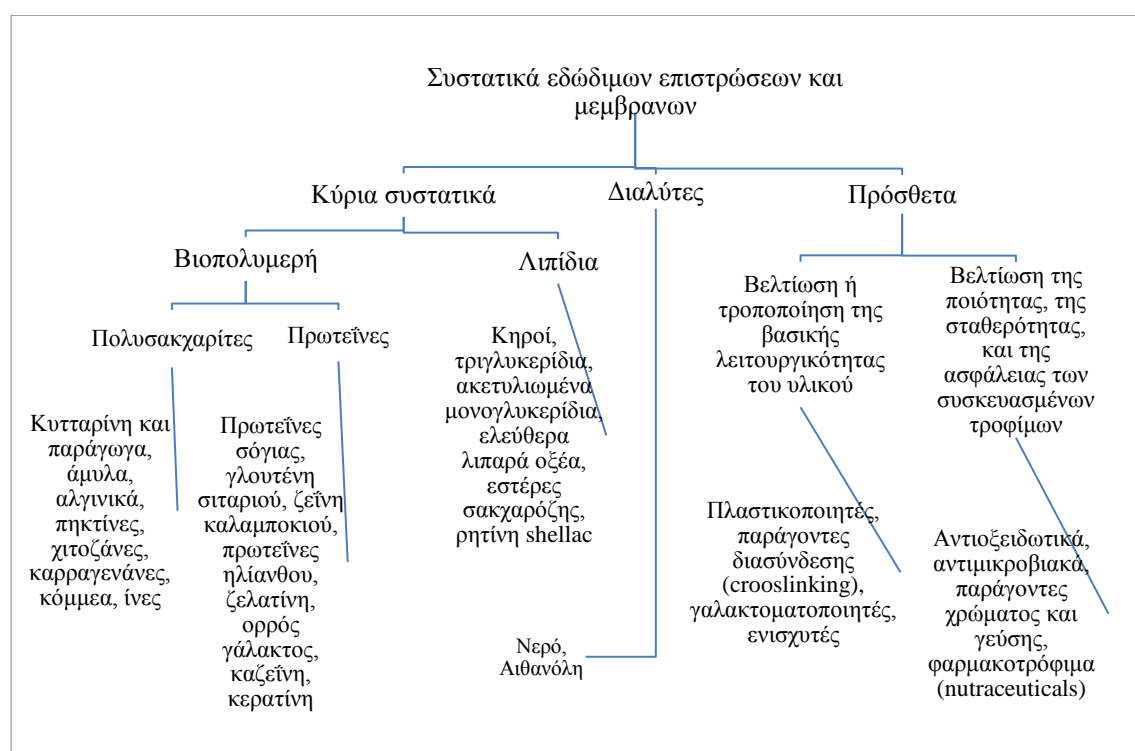 Συστατικά εδώδιμων επιστρώσεων και
μεμβρανων
Κύρια συστατικά
Διαλύτες
Πρόσθετα
Βιοπολυμερή
Λιπίδια
Πολυσακχαρίτες
Πρωτεΐνες
Κυτταρίνη και
παράγωγα,
άμυλα,
αλγινικά,
πηκτίνες,
χιτοζάνες,
καρραγενάνες,
κόμμεα, ίνες
Πρωτεΐνες
σόγιας,
γλουτένη
σιταριού, ζεΐνη
καλαμποκιού,
πρωτεΐνες
ηλίανθου,
ζελατίνη,
ορρός
γάλακτος,
καζεΐνη,
κερατίνη
Κηροί,
τριγλυκερίδια,
ακετυλιωμένα
μονογλυκερίδια,
ελεύθερα
λιπαρά οξέα,
εστέρες
σακχαρόζης,
ρητίνη shellac
Νερό,
Αιθανόλη
Βελτίωση ή
τροποποίηση της
βασικής
λειτουργικότητας
του υλικού
Πλαστικοποιητές,
παράγοντες
διασύνδεσης
(crooslinking),
γαλακτοματοποιητές,
ενισχυτές
Βελτίωση της
ποιότητας, της
σταθερότητας,
και της
ασφάλειας των
συσκευασμένων
τροφίμων
Αντιοξειδωτικά,
αντιμικροβιακά,
παράγοντες
χρώματος και
γεύσης,
φαρμακοτρόφιμα
(nutraceuticals)